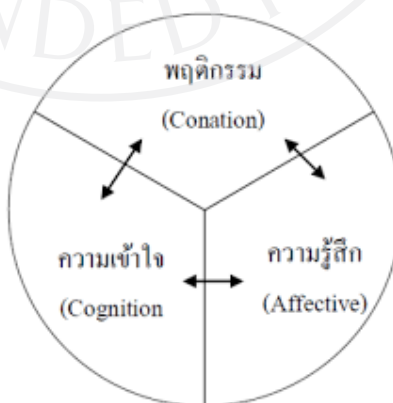 พฤติกรรม
(Conation)
ความเข้าใจ
(Cognition
ความรู้สึก
(Affective)